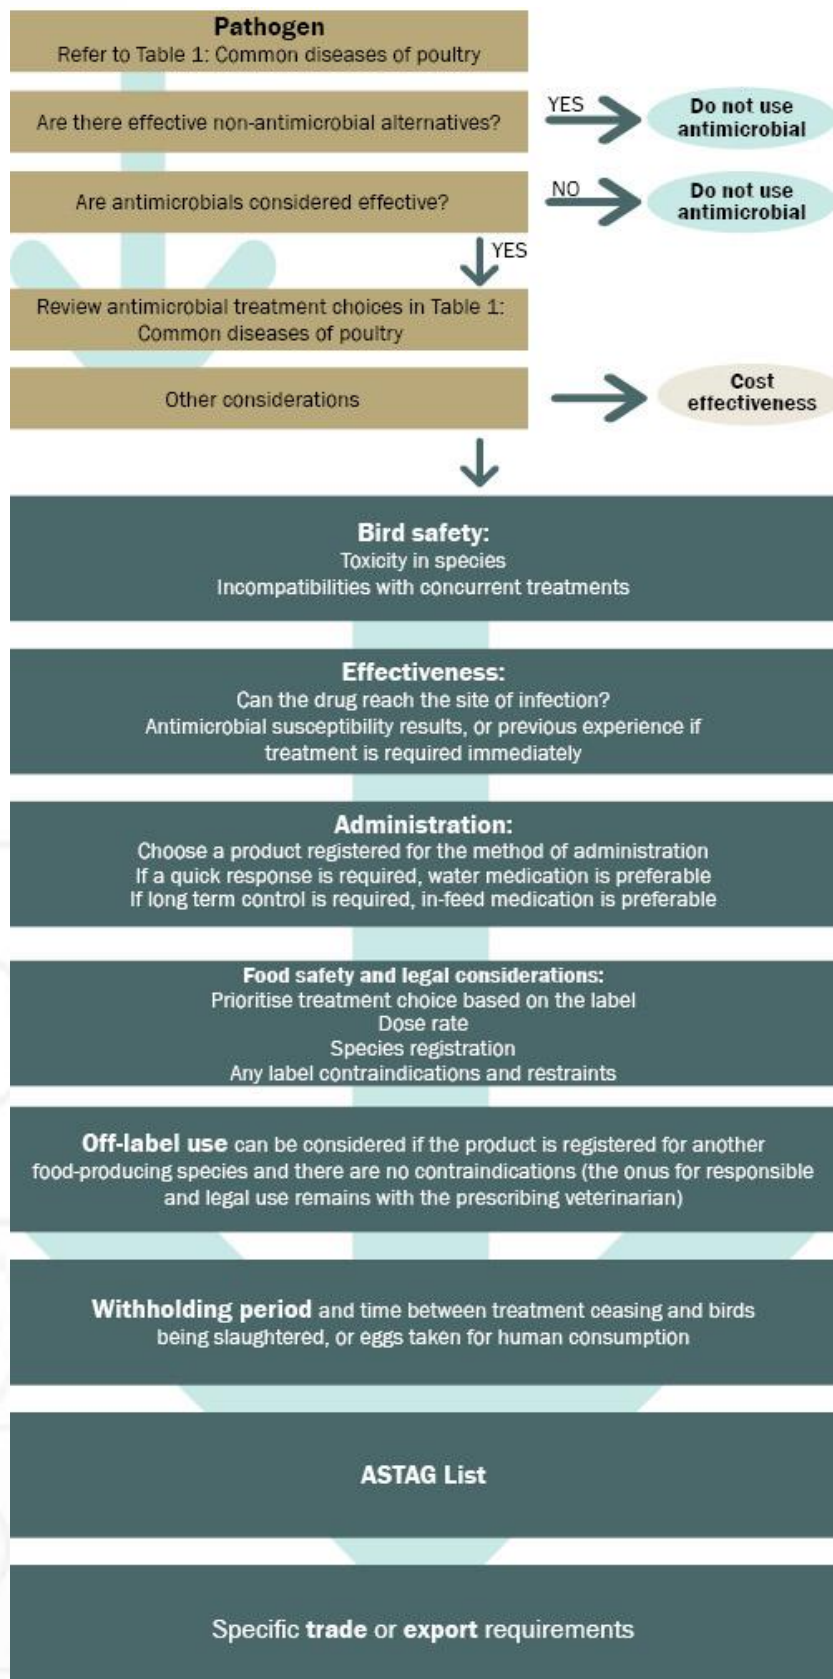 Pathogen
Refer to Table 1: Common diseases of poultry
Are there effective non-antimicrobial alternatives?
YES
Do not use
antimicrobial
Are antimicrobials considered effective?
NO
Do not use
antimicrobial
YES
Review antimicrobial treatment choices in Table 1:
Common diseases of poultry
Other considerations
Cost
effectiveness
Bird safety:
Toxicity in species
Incompatibilities with concurrent treatments
Effectiveness:
Can the drug reach the site of infection?
Antimicrobial susceptibility results, or previous experience if
treatment is required immediately
Administration:
Choose a product registered for the method of administration
If a quick response is required, water medication is preferable
If long term control is required, in-feed medication is preferable
Food safety and legal considerations:
Prioritise treatment choice based on the label
Dose rate
Species registration
Any label contraindications and restraints
Off-label use can be considered if the product is registered for another
food-producing species and there are no contraindications (the onus for responsible
and legal use remains with the prescribing veterinarian)
Withholding period and time between treatment ceasing and birds
being slaughtered, or eggs taken for human consumption
ASTAG List
Specific trade or export requirements